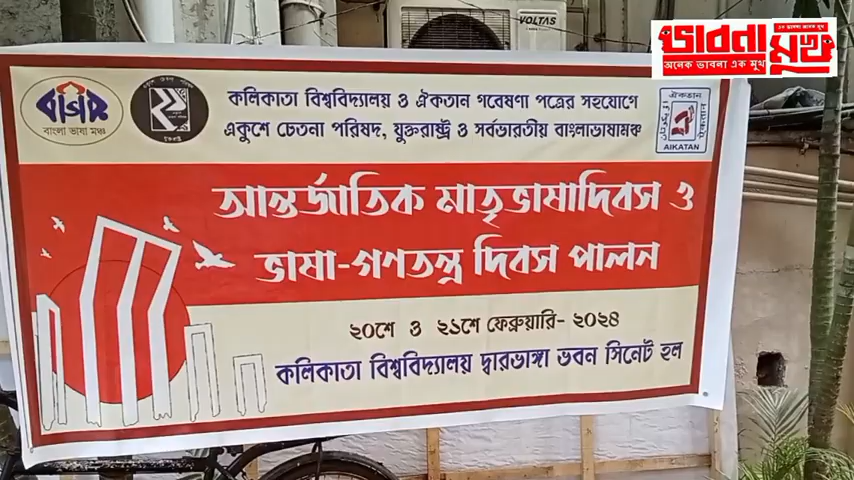 VOLTAS
ভাবনা মুখ
অনেক ভাবনা এক মুখ
বাংলা ভাষা মঞ্চ
ঐকতান
AIKATAN
কলিকাতা বিশ্ববিদ্যালয় ও ঐকতান গবেষণা পত্রের সহযোগে
একুশে চেতনা পরিষদ, যুক্তরাষ্ট্র ও সর্বভারতীয় বাংলাভাষামঞ্চ
আন্তর্জাতিক মাতৃভাষাদিবস ও
ভাষা-গণতন্ত্র দিবস পালন
২০শে ও ২১শে ফেব্রুয়ারি- ২০২৪
কলিকাতা বিশ্ববিদ্যালয় দ্বারভাঙ্গা ভবন সিনেট হল